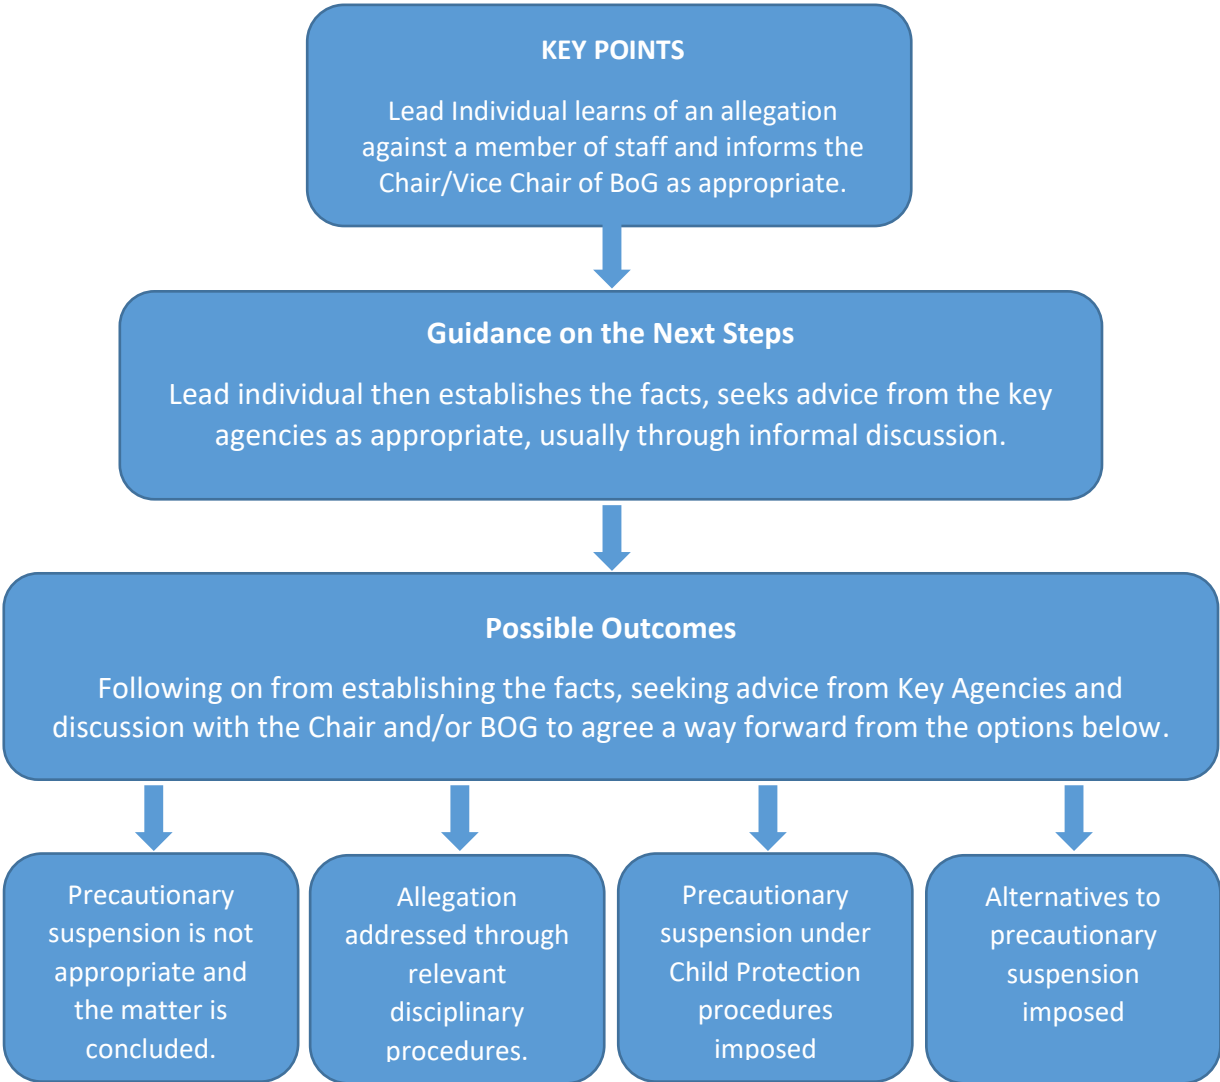 KEY POINTS
Lead Individual learns of an allegation
against a member of staff and informs the
Chair/Vice Chair of BoG as appropriate.
Guidance on the Next Steps
Lead individual then establishes the facts, seeks advice from the key
agencies as appropriate, usually through informal discussion.
Possible Outcomes
Following on from establishing the facts, seeking advice from Key Agencies and
discussion with the Chair and/or BOG to agree a way forward from the options below.
Precautionary
suspension is not
appropriate and
the matter is
concluded.
Allegation
addressed through
relevant
disciplinary
procedures.
Precautionary
suspension under
Child Protection
procedures
imposed
Alternatives to
precautionary
suspension
imposed